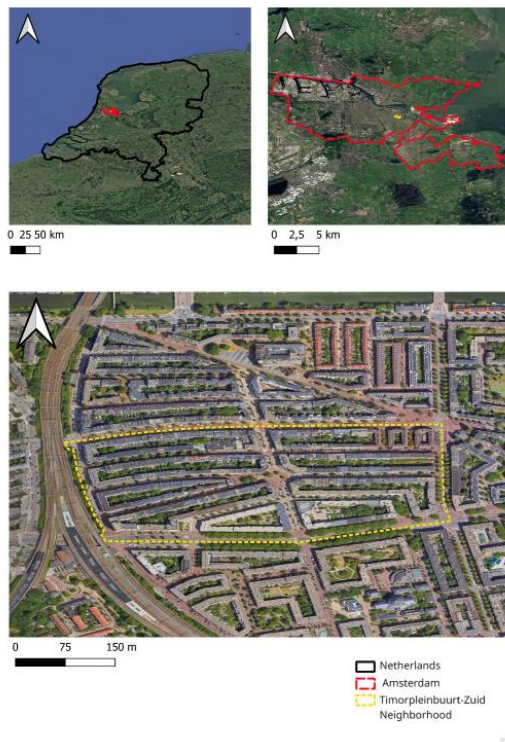 0 25 50 km
0 2,5 5 km
0 75 150 m
Netherlands
Amsterdam
Timorpleinbuurt-Zuid
Neighborhood